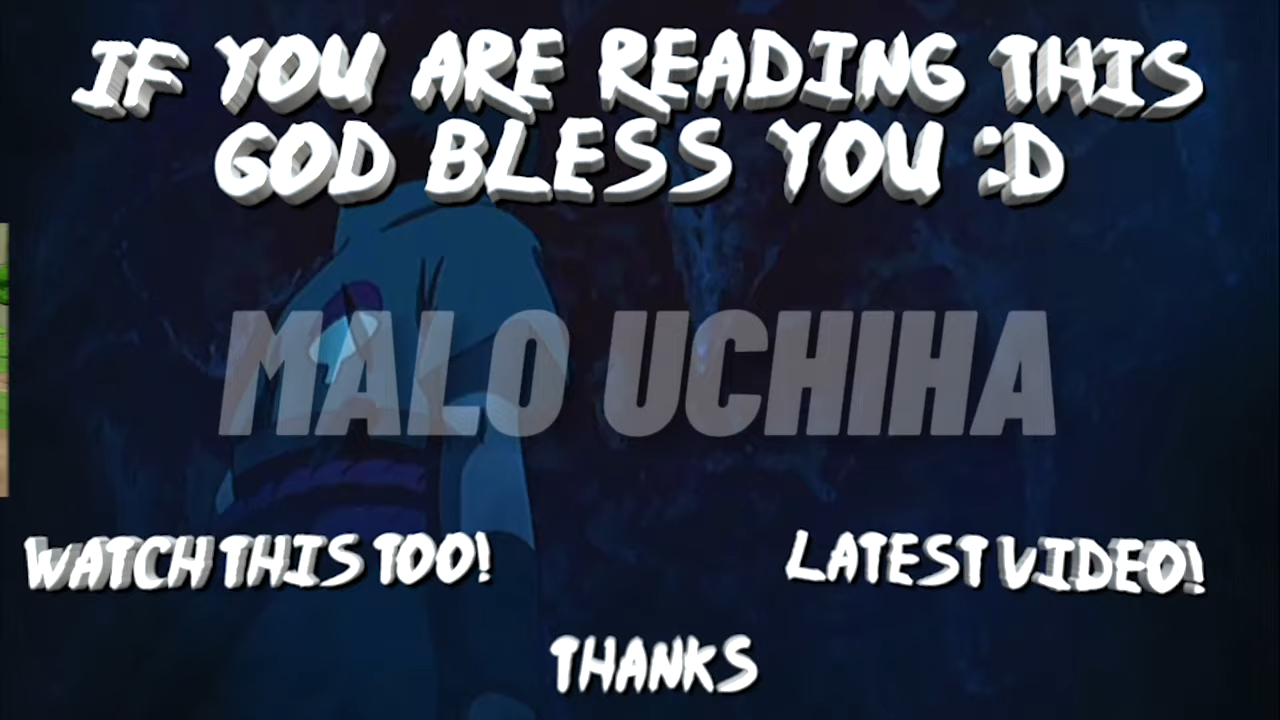 IF YOU ARE READING THIS
GOD BLESS YOU :D
MALO UCHIHA
WATCH THIS TOO!
LATEST VIDEO!
THANKS